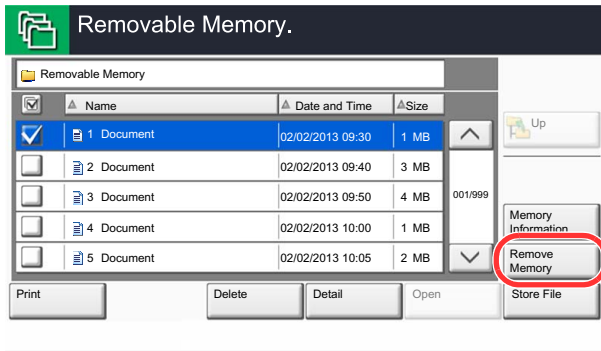 Removable Memory.
Removable Memory
Name Date and Time Size
1 Document 02/02/2013 09:30 1 MB
Up
2 Document 02/02/2013 09:40 3 MB
3 Document 02/02/2013 09:50 4 MB 001/999
4 Document 02/02/2013 10:00 1 MB
Memory
Information
5 Document 02/02/2013 10:05 2 MB
Remove
Memory
Print Delete Detail Open Store File